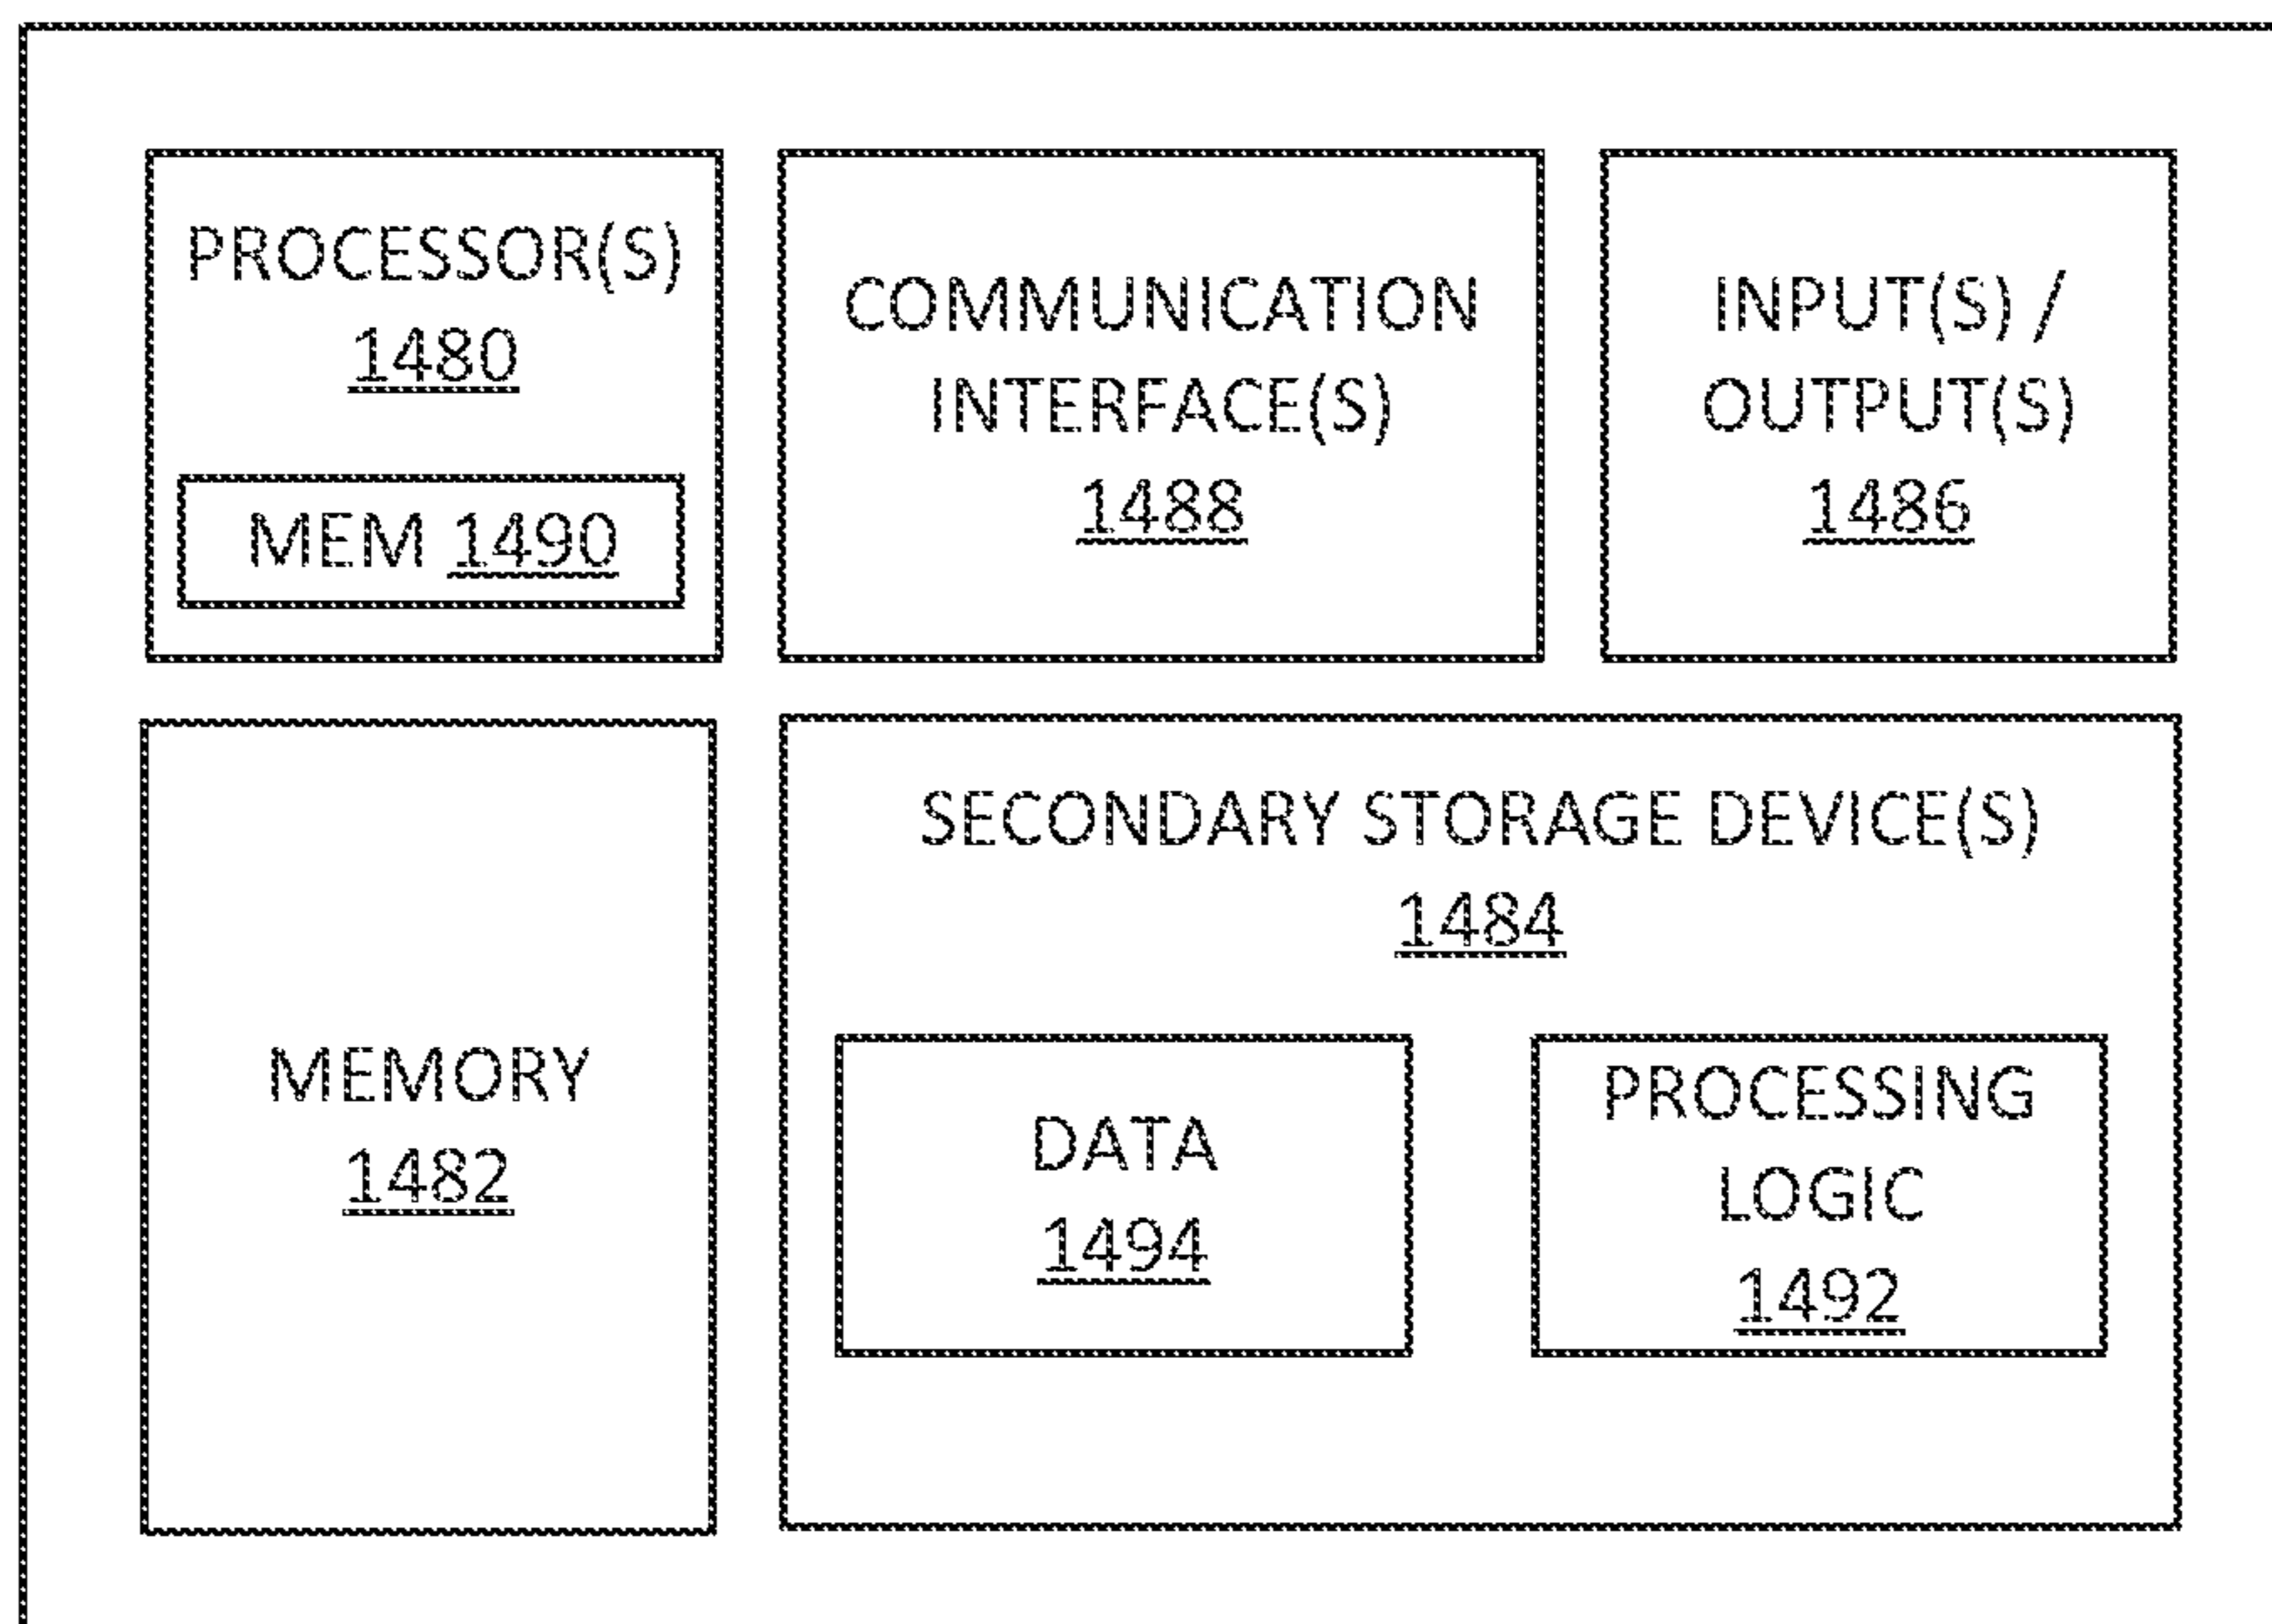 PROCESSOR(S)
1480
MEM 1490
COMMUNICATION
INTERFACE(S)
1488
INPUT(S) /
OUTPUT(S)
1486
MEMORY
1482
SECONDARY STORAGE DEVICE(S)
1484
DATA
1494
PROCESSING
LOGIC
1492